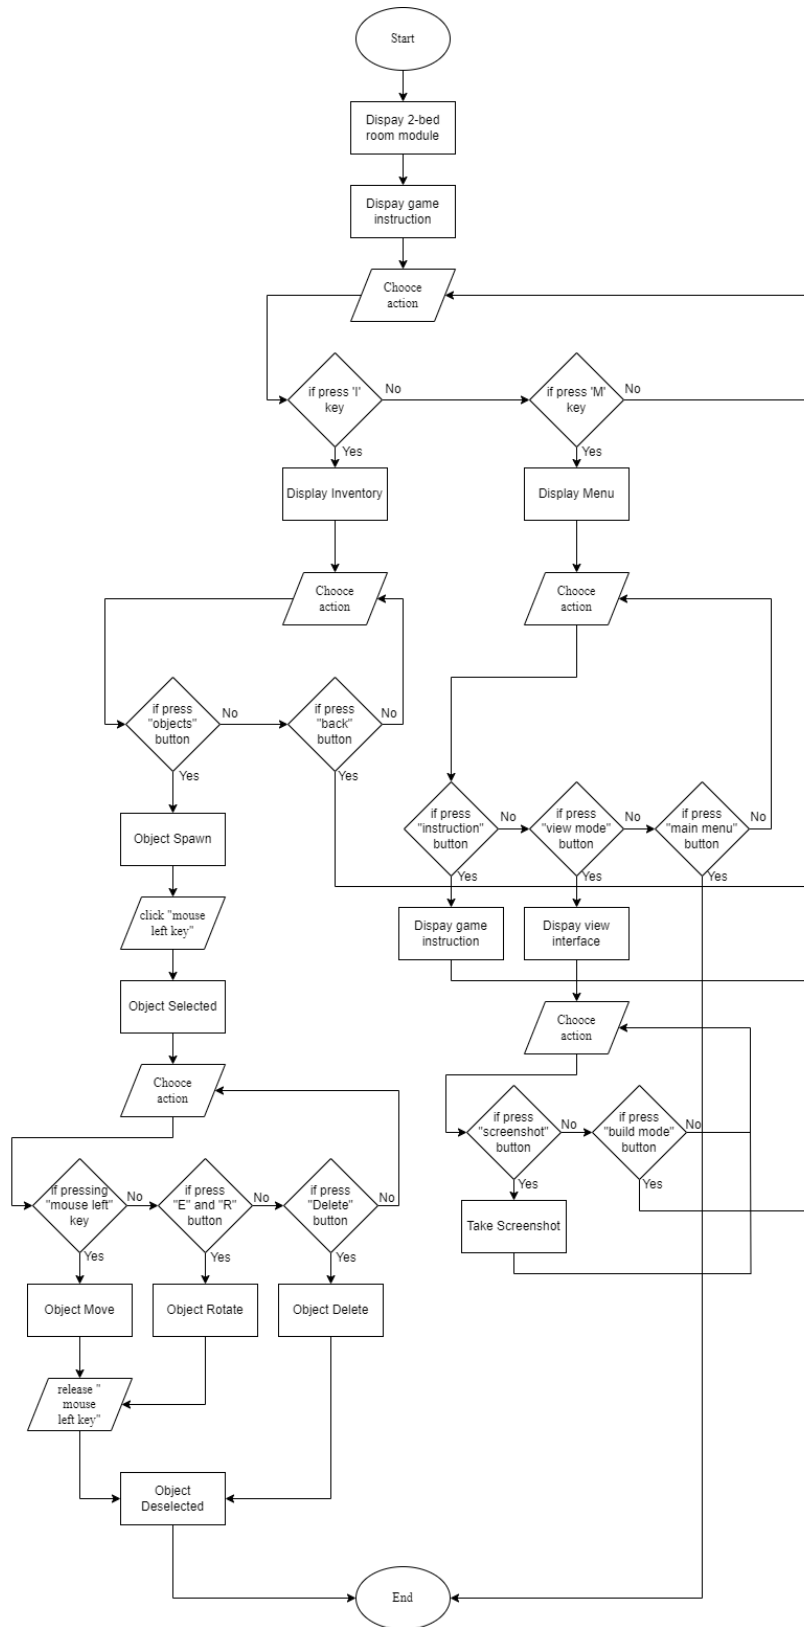 Start
Dispay 2-bed
room module
Dispay game
instruction
Chooce
action
if press 'I'
key
No
if press 'M'
key
No
Yes
Yes
Display Inventory
Display Menu
Chooce
action
Chooce
action
if press
"objects"
button
No
if press
"back"
button
No
Yes
Yes
if press
"instruction"
button
No
if press
"view mode"
button
No
if press
"main menu"
button
No
Yes
Yes
Yes
Object Spawn
click "mouse
left key"
Dispay game
instruction
Dispay view
interface
Object Selected
Chooce
action
Chooce
action
if press
"screenshot"
button
No
if press
"build mode"
button
No
Yes
Yes
if pressing
"mouse left"
key
No
if press
"E" and "R"
button
No
if press
"Delete"
button
No
Yes
Yes
Yes
Take Screenshot
Object Move
Object Rotate
Object Delete
release "
mouse
left key"
Object
Deselected
End